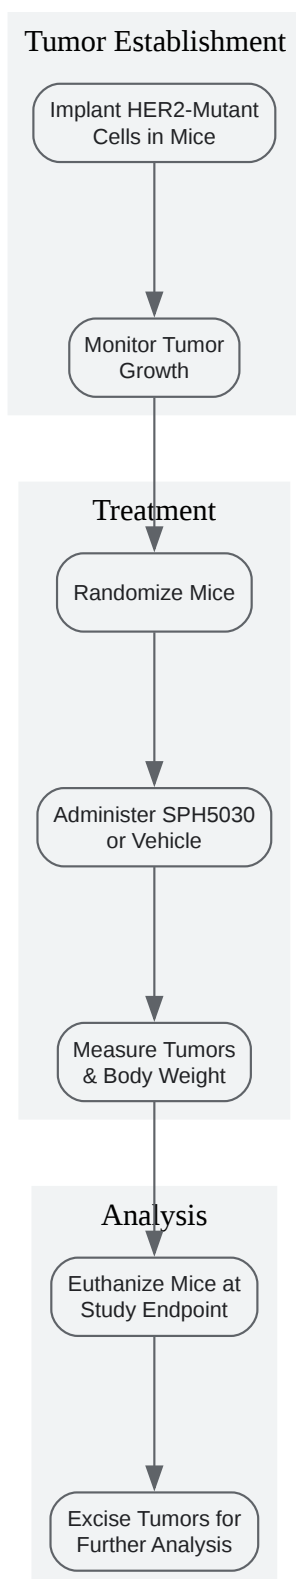 Tumor Establishment
Implant HER2-Mutant
Cells in Mice
Monitor Tumor
Growth
Treatment
Randomize Mice
Administer SPH5030
or Vehicle
Measure Tumors
& Body Weight
Analysis
Euthanize Mice at
Study Endpoint
Excise Tumors for
Further Analysis